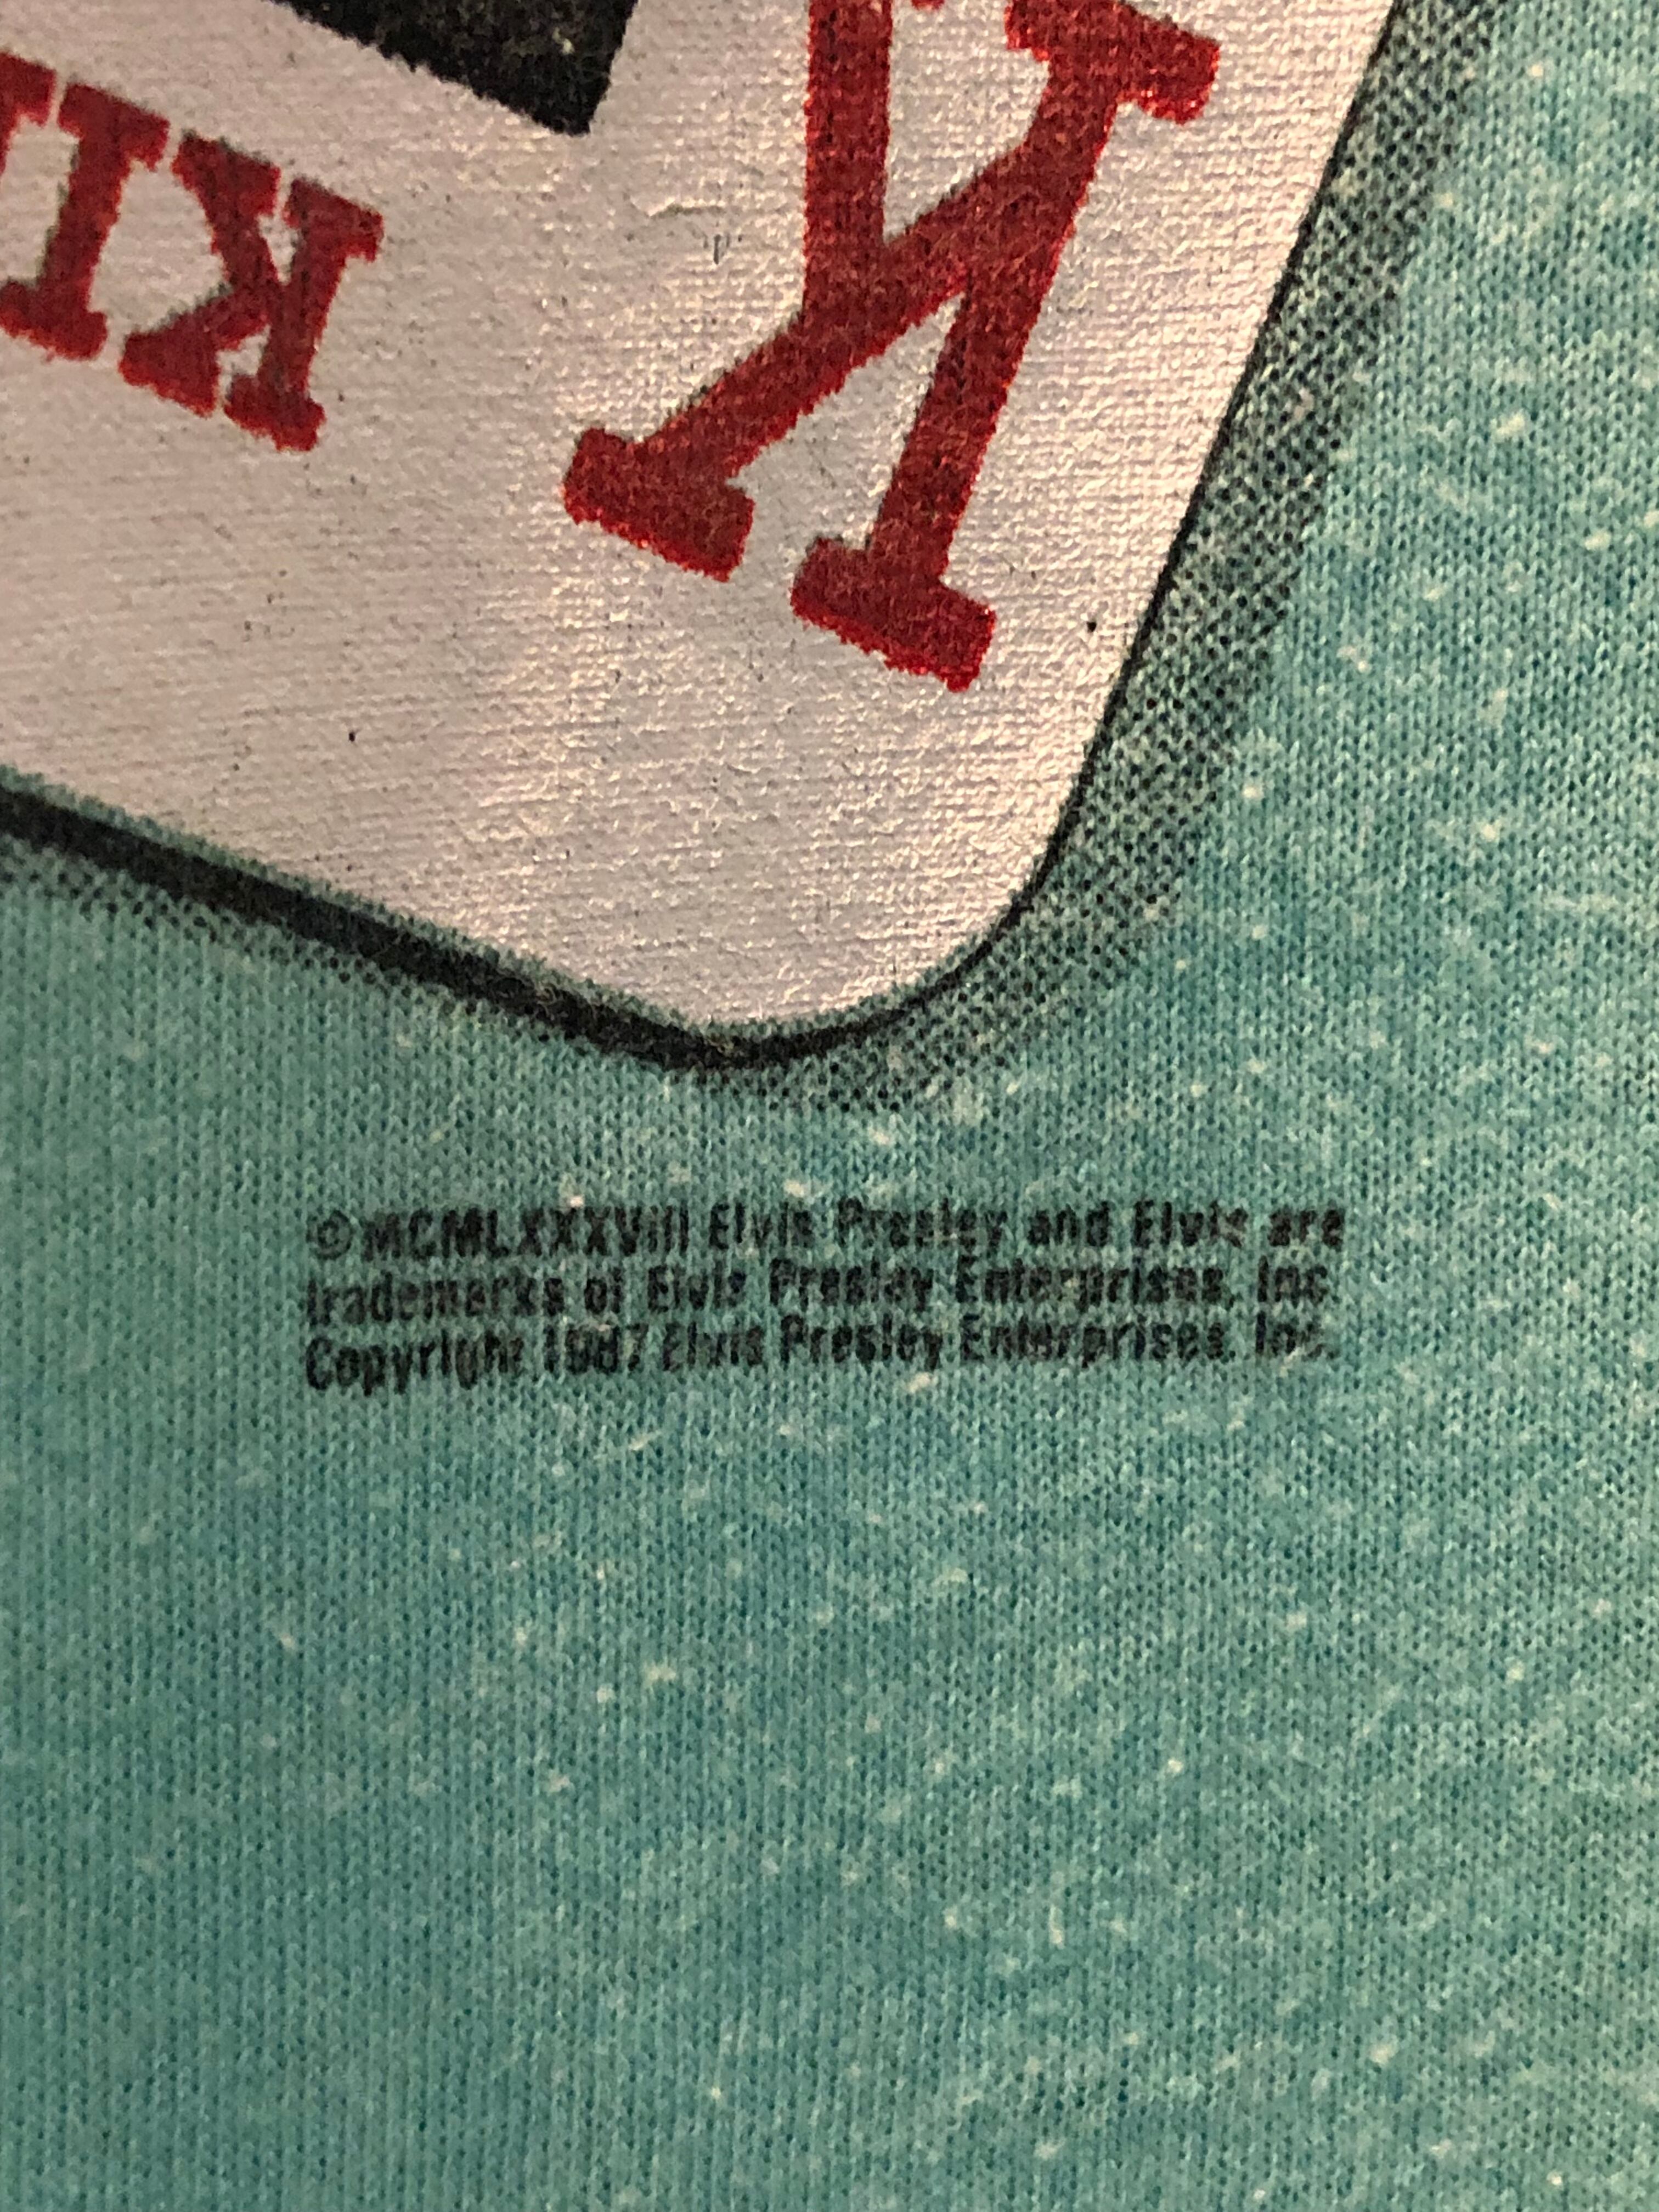 KI
K
© MCMLXXXVIII Elvis Presley and Elvis are
trademarks of Elvis Presley Enterprises, Inc
Copyright 1987 Elvis Presley Enterprises, Inc.